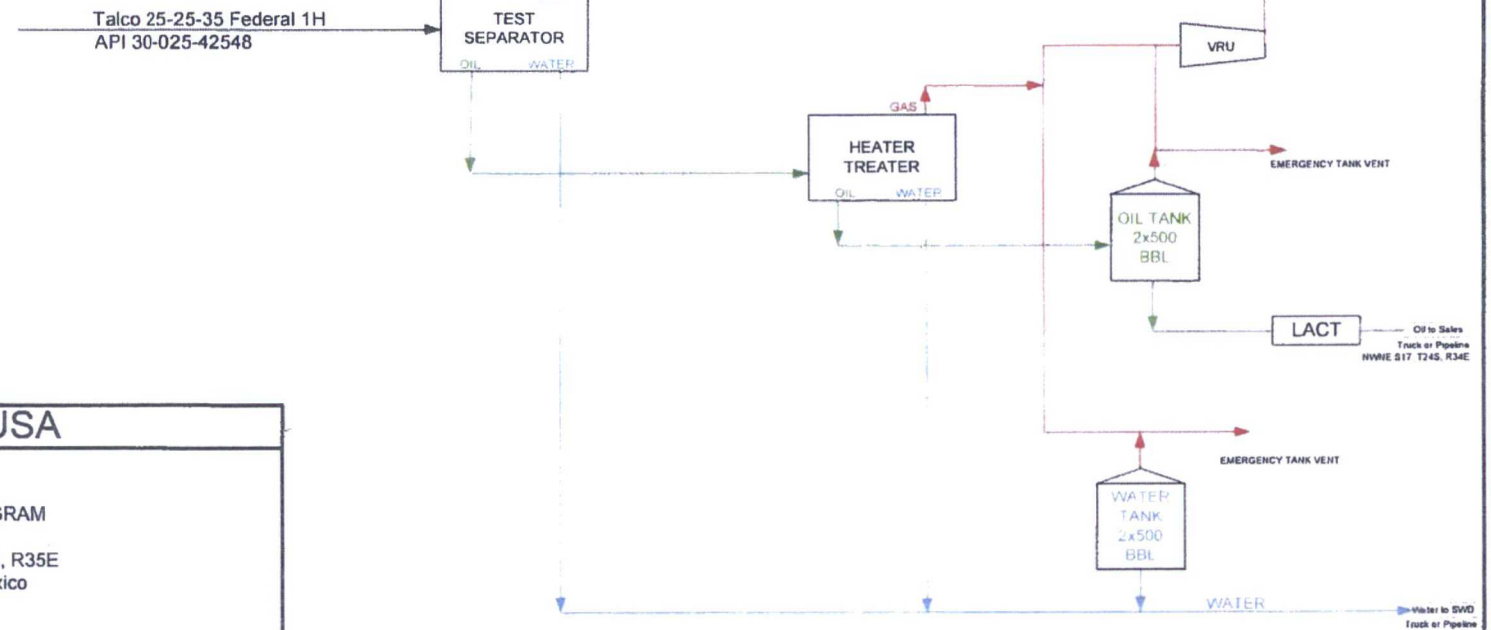 Talco 25-25-35 Federal 1H
API 30-025-42548
TEST
SEPARATOR
OIL WATER
VRU
GAS
HEATER
TREATER
OIL WATER
EMERGENCY TANK VENT
OIL TANK
2x500
BBL
LACT
Oil to Sales
Truck or Pipeline
NWNE S17 T24S, R34E
EMERGENCY TANK VENT
WATER
TANK
2x500
BBL
WATER
Water to SWD
Truck or Pipeline
USA
GRAM
, R35E
xico